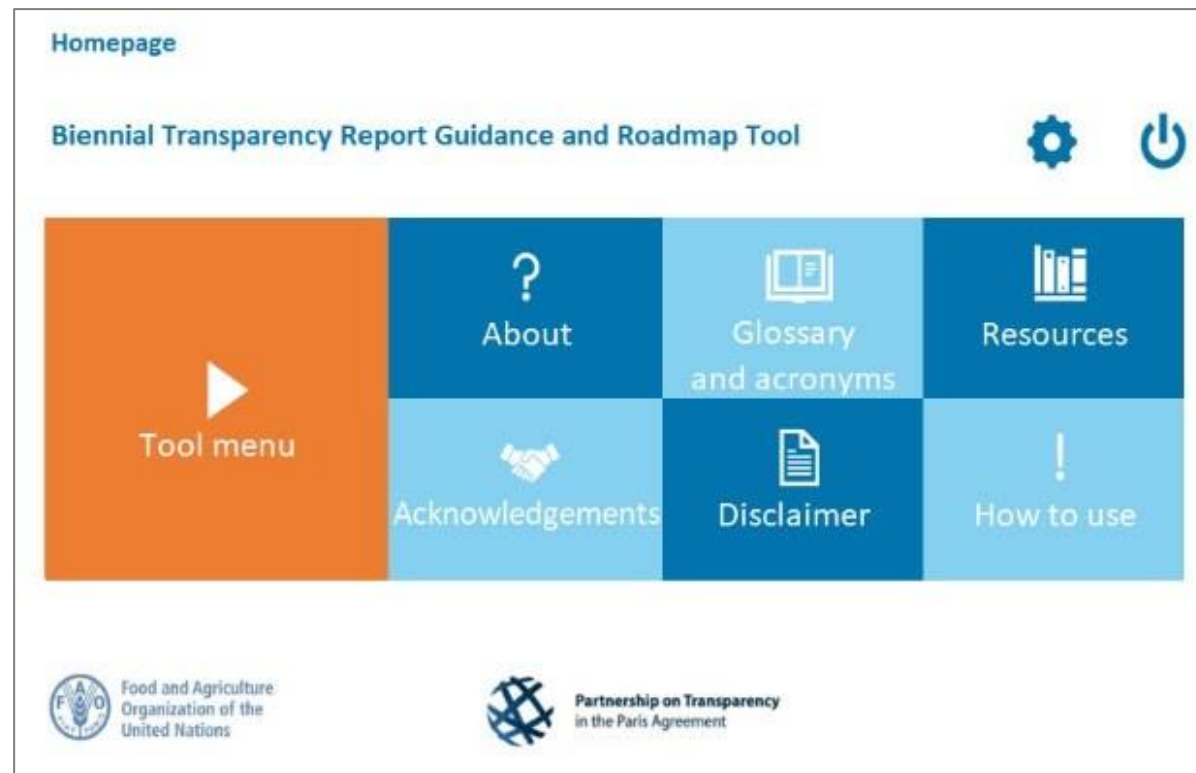 Homepage
Biennial Transparency Report Guidance and Roadmap Tool
Tool menu
?
About
Glossary
and acronyms
Resources
Acknowledgements
Disclaimer
!
How to use
F A O
Food and Agriculture
Organization of the
United Nations
Partnership on Transparency
in the Paris Agreement